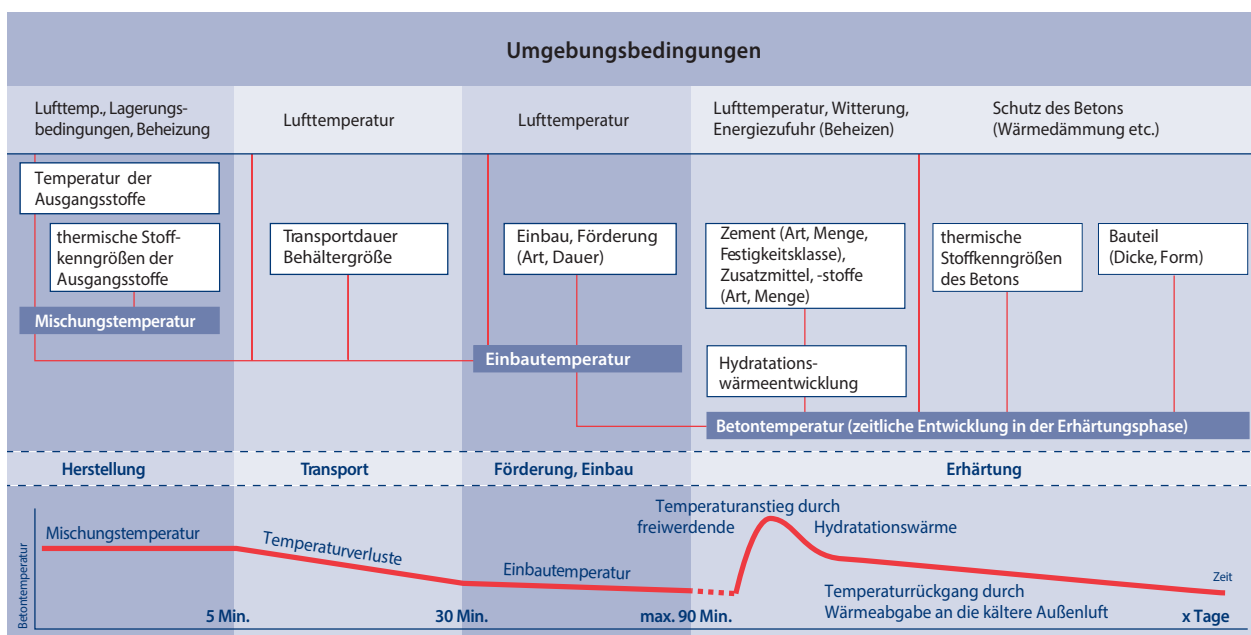 Umgebungsbedingungen
Lufttemp., Lagerungs-
bedingungen, Beheizung
Lufttemperatur
Lufttemperatur
Lufttemperatur, Witterung,
Energiezufuhr (Beheizen)
Schutz des Betons
(Wärmedämmung etc.)
Temperatur der
Ausgangsstoffe
thermische Stoff-
kenngrößen der
Ausgangsstoffe
Mischungstemperatur
Transportdauer
Behältergröße
Einbau, Förderung
(Art, Dauer)
Einbautemperatur
Zement (Art, Menge,
Festigkeitsklasse),
Zusatzmittel, -stoffe
(Art, Menge)
Hydratations-
wärmeentwicklung
thermische
Stoffkenngrößen
des Betons
Bauteil
(Dicke, Form)
Betontemperatur (zeitliche Entwicklung in der Erhärtungsphase)
Herstellung
Transport
Förderung, Einbau
Erhärtung
Betontemperatur
Mischungstemperatur
Temperaturverluste
Einbautemperatur
Temperaturanstieg durch
freiwerdende
Hydratationswärme
Temperaturrückgang durch
Wärmeabgabe an die kältere Außenluft
Zeit
5 Min.
30 Min.
max. 90 Min.
x Tage